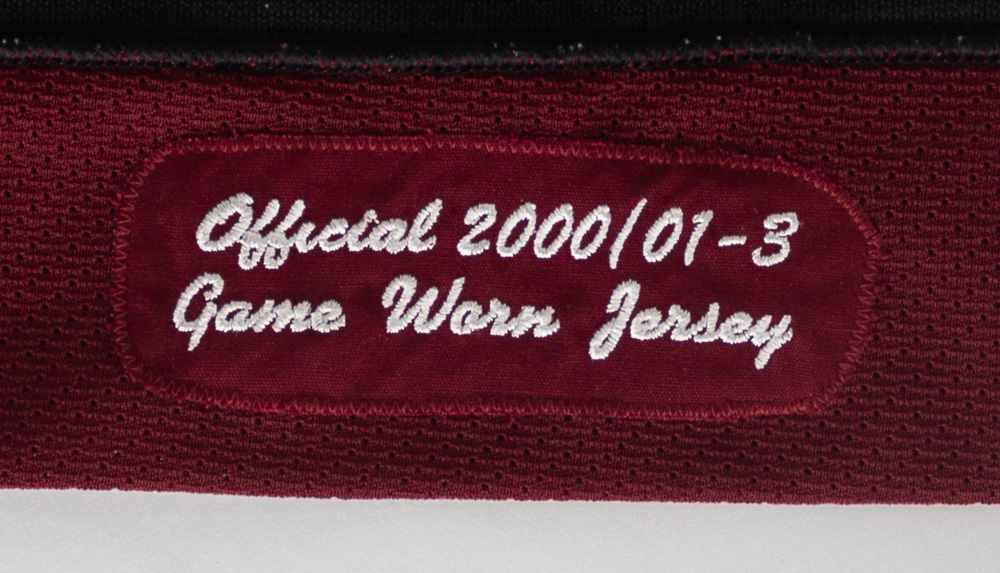 Official 2000/01-3
Game Worn Jersey